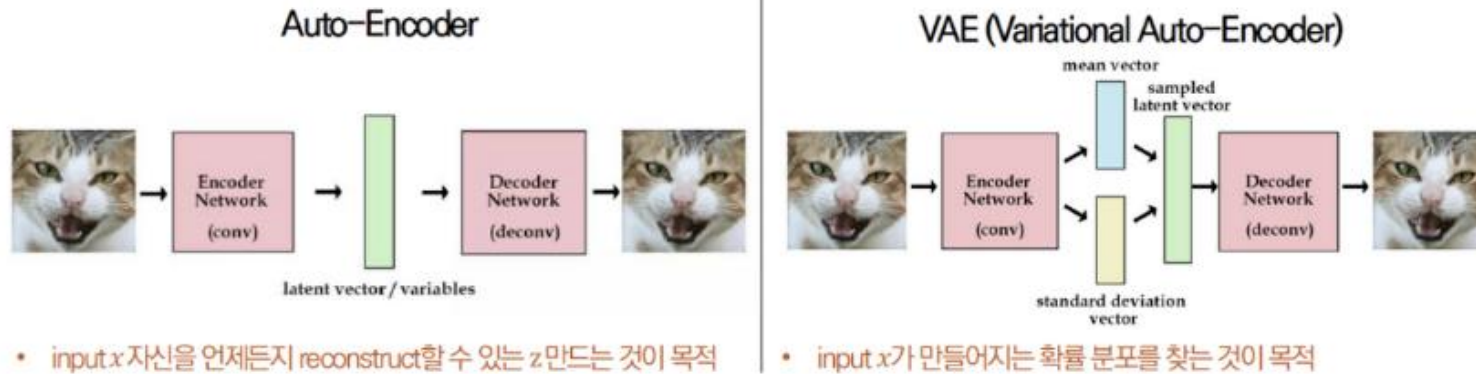 Auto-Encoder
Encoder
Network
(conv)
Decoder
Network
(deconv)
latent vector / variables
• input x 자신을 언제든지 reconstruct할 수 있는 z 만드는 것이 목적
VAE (Variational Auto-Encoder)
mean vector
sampled
latent vector
Encoder
Network
(conv)
Decoder
Network
(deconv)
standard deviation
vector
• input x가 만들어지는 확률 분포를 찾는 것이 목적